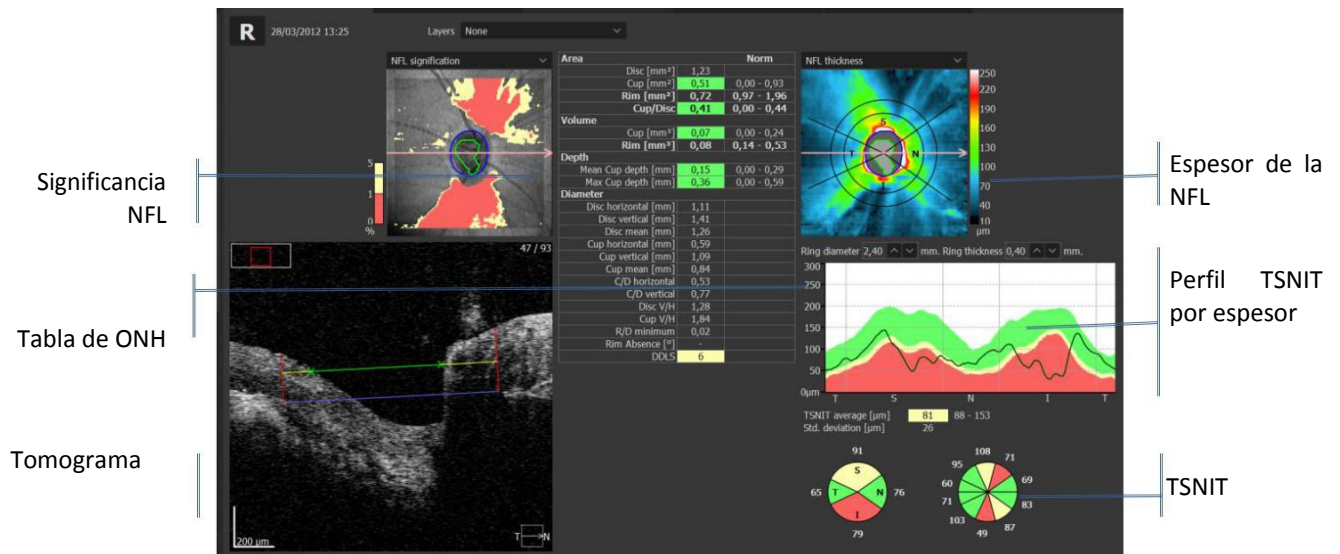 R
28/03/2012 13:25
Layers None
NFL signification
5
1
0
%
Significancia
NFL
Tabla de ONH
Tomograma
47 / 93
200 µm
T N
Area Norm
Disc [mm²] 1,23
Cup [mm²] 0,51 0,00 - 0,93
Rim [mm²] 0,72 0,97 - 1,96
Cup/Disc 0,41 0,00 - 0,44
Volume
Cup [mm³] 0,07 0,00 - 0,24
Rim [mm³] 0,08 0,14 - 0,53
Depth
Mean Cup depth [mm] 0,15 0,00 - 0,29
Max Cup depth [mm] 0,36 0,00 - 0,59
Diameter
Disc horizontal [mm] 1,11
Disc vertical [mm] 1,41
Disc mean [mm] 1,26
Cup horizontal [mm] 0,59
Cup vertical [mm] 1,09
Cup mean [mm] 0,84
C/D horizontal 0,53
C/D vertical 0,77
Disc V/H 1,28
Cup V/H 1,84
R/D minimum 0,02
Rim Absence [°] -
DDLS 6
NFL thickness
S
T N
I
250
220
190
160
130
100
70
40
10
µm
Ring diameter 2,40 mm. Ring thickness 0,40 mm.
300
250
200
150
100
50
0µm
T S N I T
TSNIT average [µm] 81 88 - 153
Std. deviation [µm] 26
91
S
65 T N 76
I
79
108
95 71
60 69
71 83
103 87
49
Espesor de la
NFL
Perfil TSNIT
por espesor
TSNIT